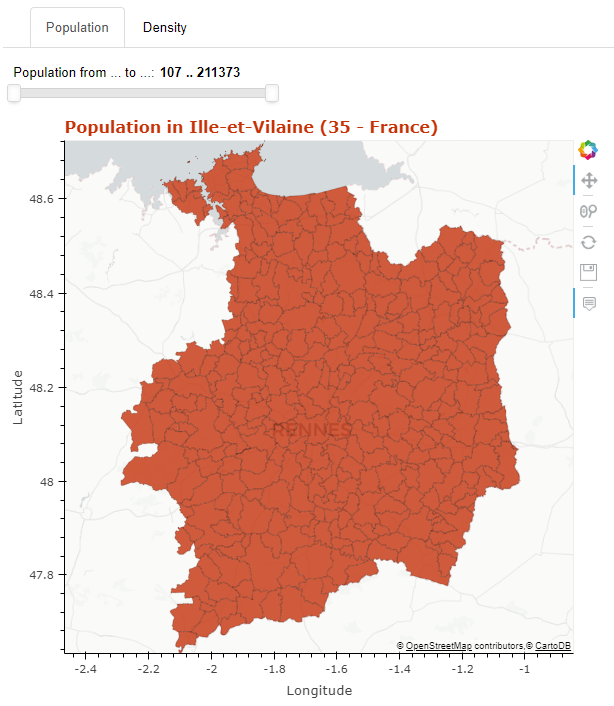 Population Density
Population from ... to ...: 107 .. 211373
Population in Ille-et-Vilaine (35 - France)
48.6
48.4
48.2
48
47.8
Latitude
RENNES
© OpenStreetMap contributors,© CartoDB
-2.4 -2.2 -2 -1.8 -1.6 -1.4 -1.2 -1
Longitude